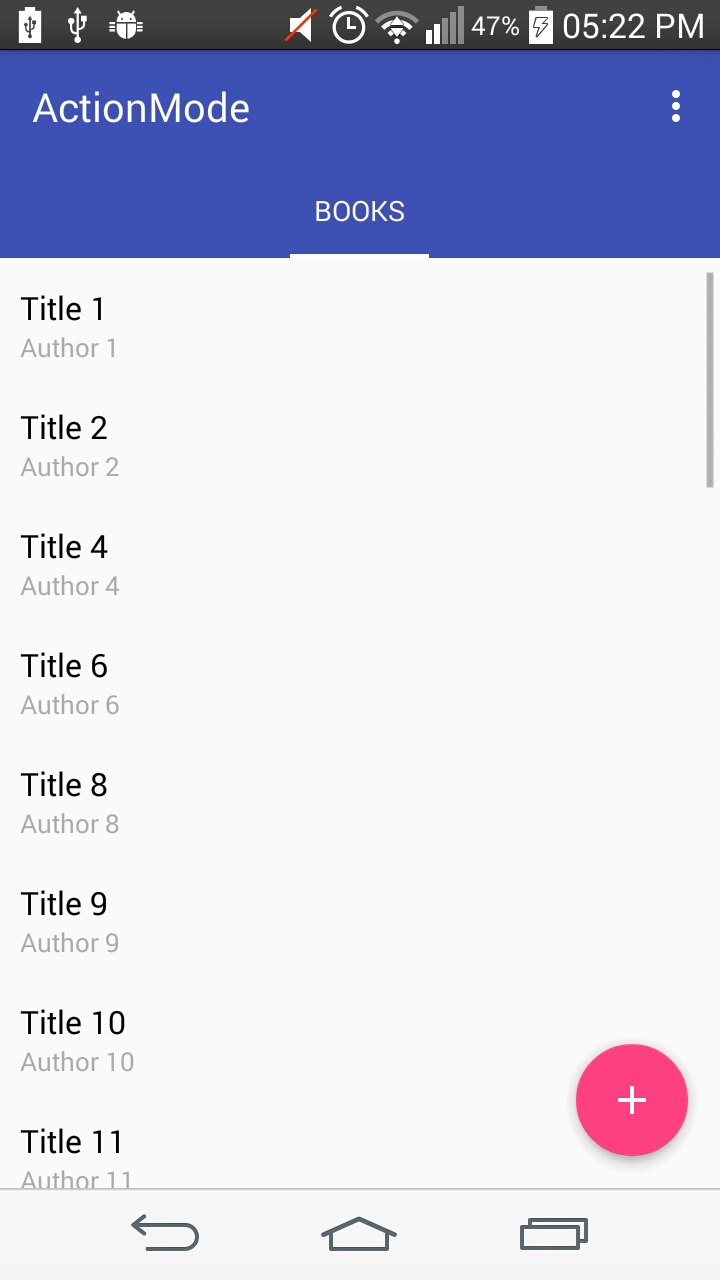 47% 05:22 PM
ActionMode
BOOKS
Title 1
Author 1
Title 2
Author 2
Title 4
Author 4
Title 6
Author 6
Title 8
Author 8
Title 9
Author 9
Title 10
Author 10
Title 11
Author 11